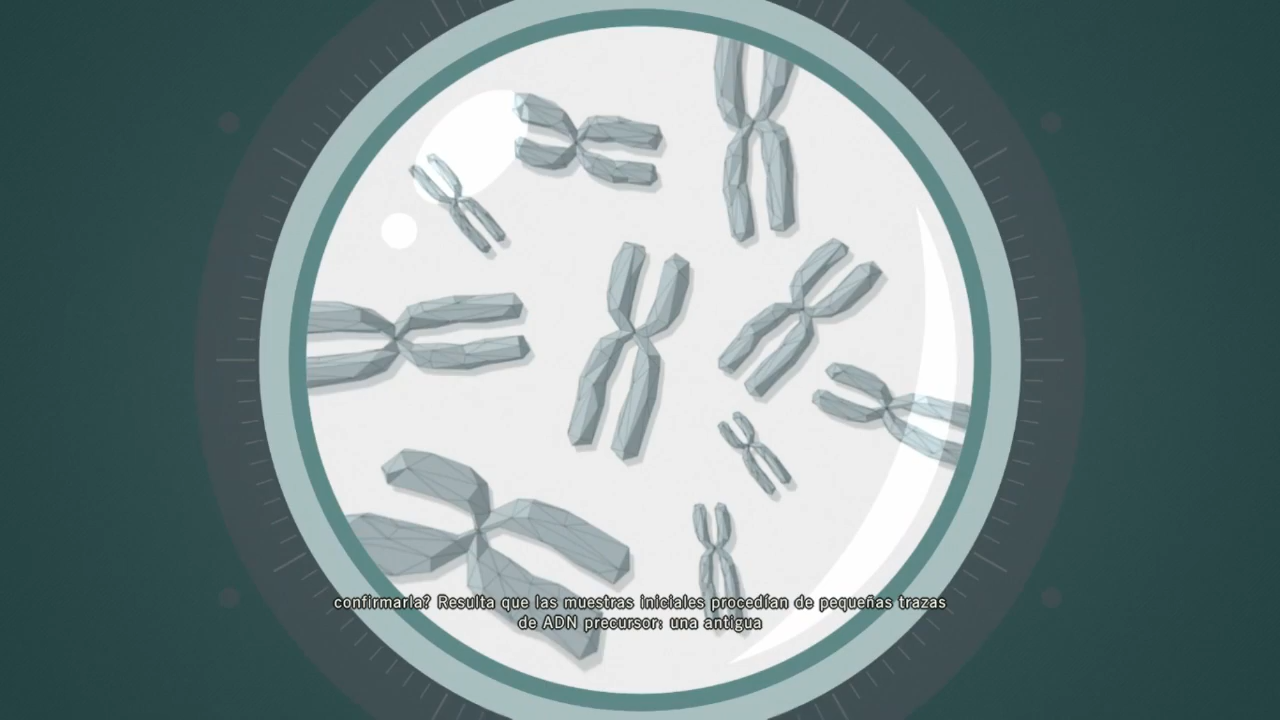 confirmarla? Resulta que las muestras iniciales procedían de pequeñas trazas
de ADN precursor: una antigua